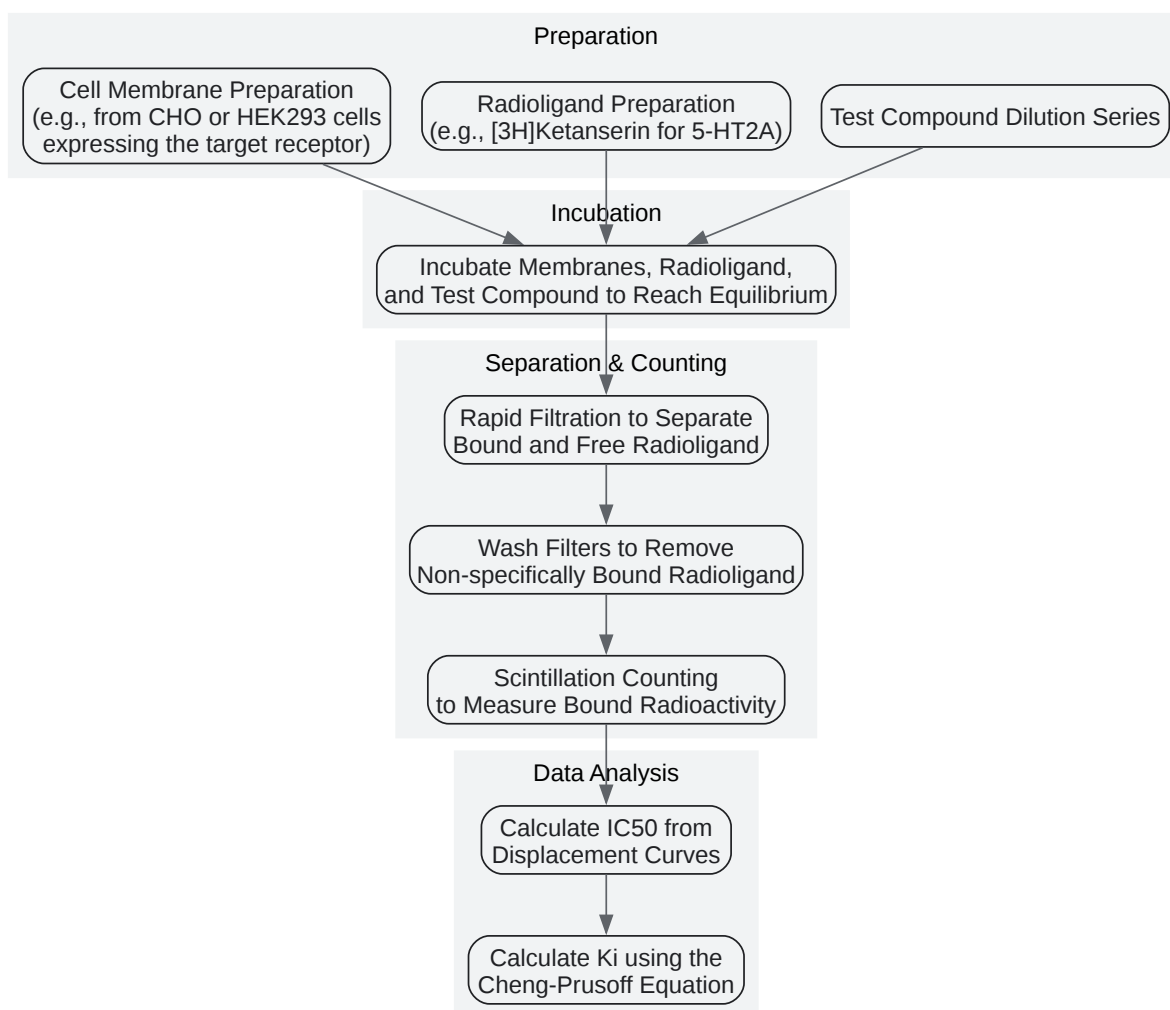 Preparation
Cell Membrane Preparation
(e.g., from CHO or HEK293 cells
expressing the target receptor)
Radioligand Preparation
(e.g., [3H]Ketanserin for 5-HT2A)
Test Compound Dilution Series
Incubation
Incubate Membranes, Radioligand,
and Test Compound to Reach Equilibrium
Separation & Counting
Rapid Filtration to Separate
Bound and Free Radioligand
Wash Filters to Remove
Non-specifically Bound Radioligand
Scintillation Counting
to Measure Bound Radioactivity
Data Analysis
Calculate IC50 from
Displacement Curves
Calculate Ki using the
Cheng-Prusoff Equation